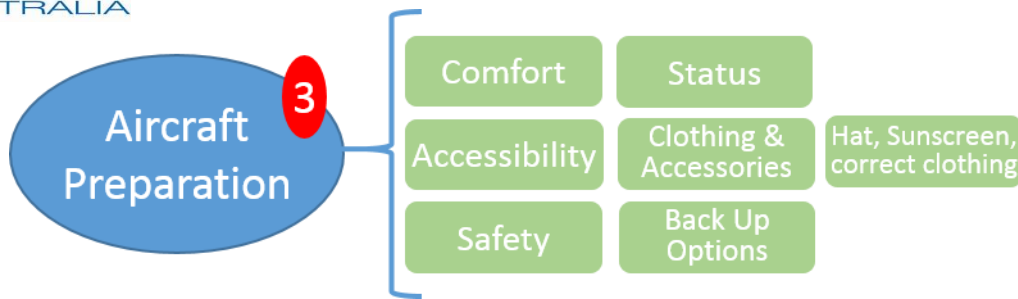 TRALIA
3
Aircraft
Preparation
Comfort
Status
Accessibility
Clothing &
Accessories
Hat, Sunscreen,
correct clothing
Safety
Back Up
Options